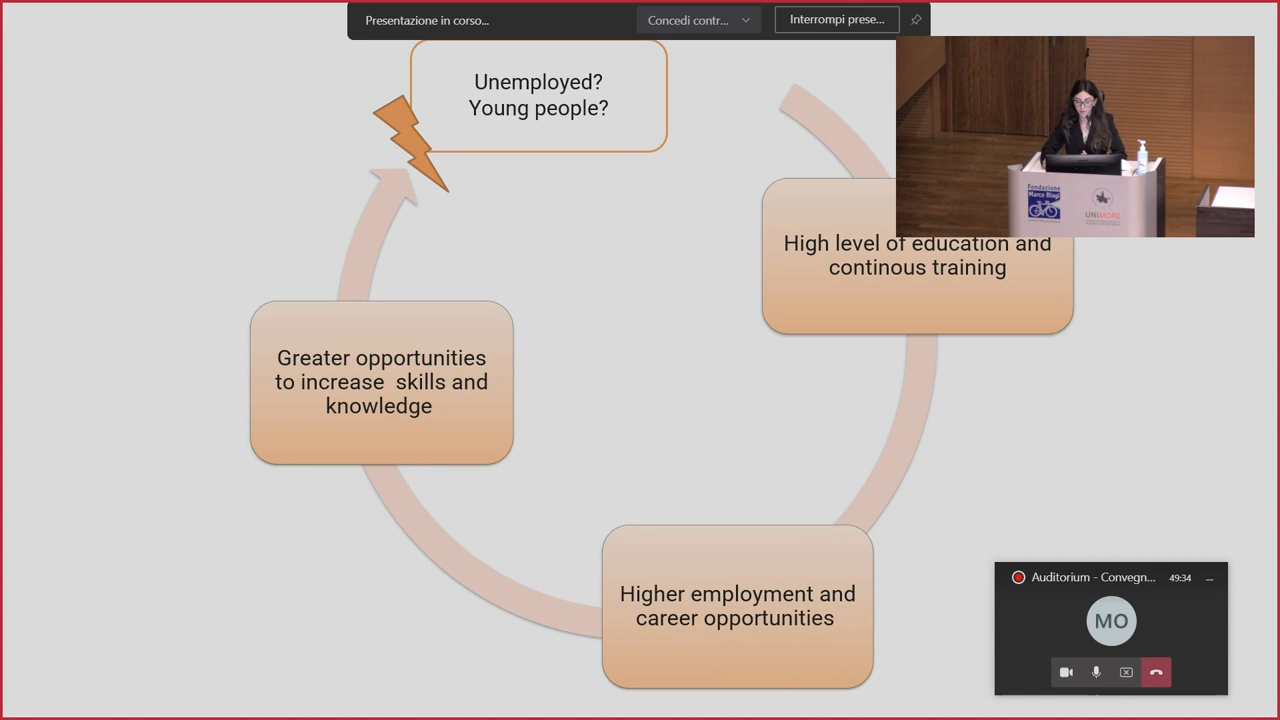 Presentazione in corso...
Concedi contr...
Interrompi prese...
Unemployed?
Young people?
Fondazione
Marco Biagi
UNIMORE
High level of education and
continous training
Greater opportunities
to increase skills and
knowledge
Higher employment and
career opportunities
Auditorium - Convegn...
49:34
MO